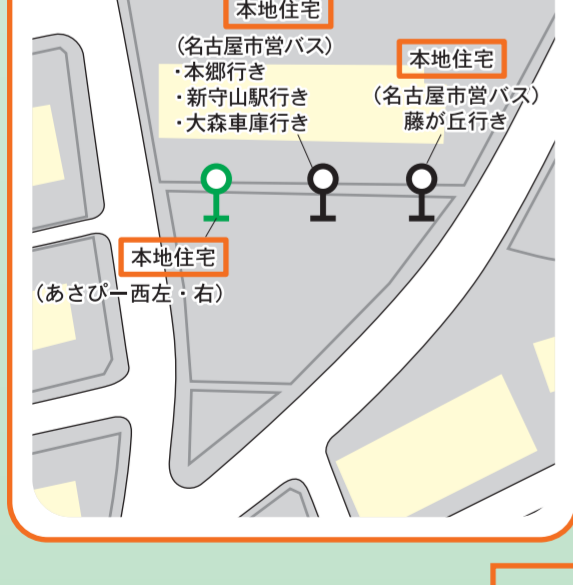 本地住宅
(名古屋市営バス)
・本郷行き
・新守山駅行き
・大森車庫行き
本地住宅
(名古屋市営バス)
藤が丘行き
本地住宅
(あさぴー西左・右)